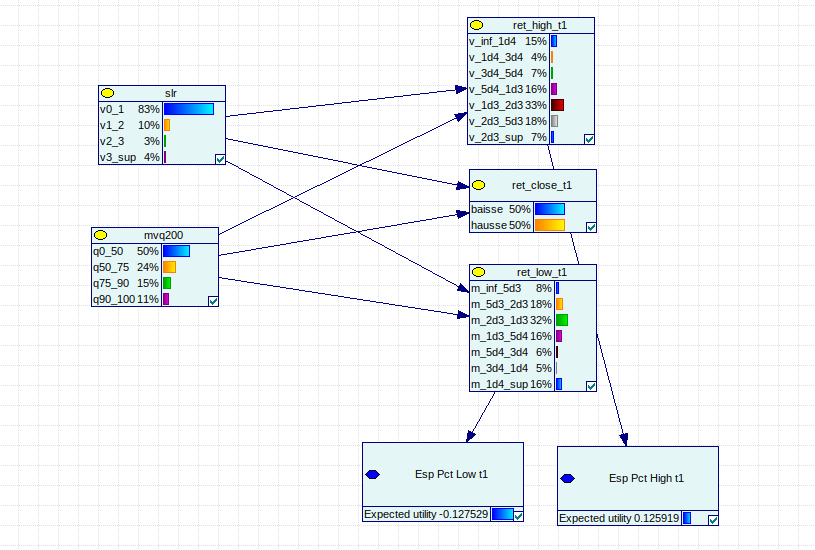 ret_high_t1
v_inf_1d4 15%
v_1d4_3d4 4%
v_3d4_5d4 7%
v_5d4_1d3 16%
v_1d3_2d3 33%
v_2d3_5d3 18%
v_2d3_sup 7%
slr
v0_1 83%
v1_2 10%
v2_3 3%
v3_sup 4%
ret_close_t1
baisse 50%
hausse 50%
mvq200
q0_50 50%
q50_75 24%
q75_90 15%
q90_100 11%
ret_low_t1
m_inf_5d3 8%
m_5d3_2d3 18%
m_2d3_1d3 32%
m_1d3_5d4 16%
m_5d4_3d4 6%
m_3d4_1d4 5%
m_1d4_sup 16%
Esp Pct Low t1
Expected utility -0.127529
Esp Pct High t1
Expected utility 0.125919